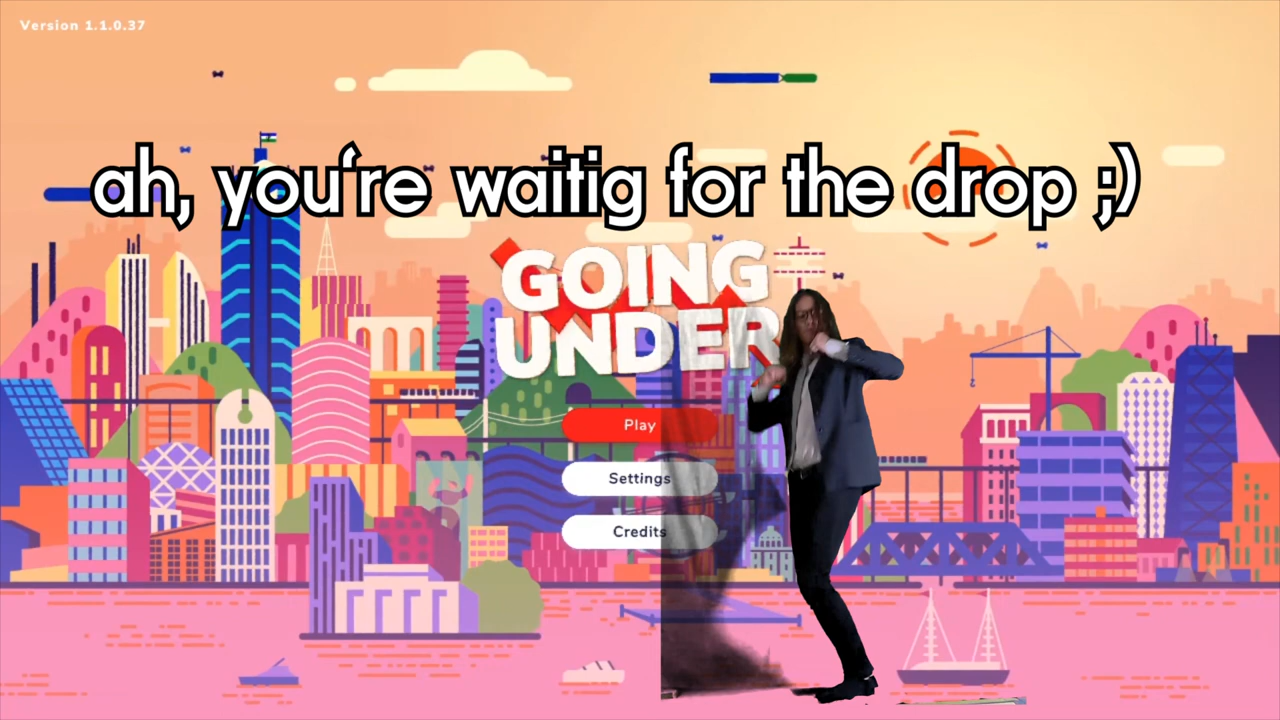 Version 1.1.0.37
ah, you're waitig for the drop ;)
GOING
UNDER
Play
Settings
Credits